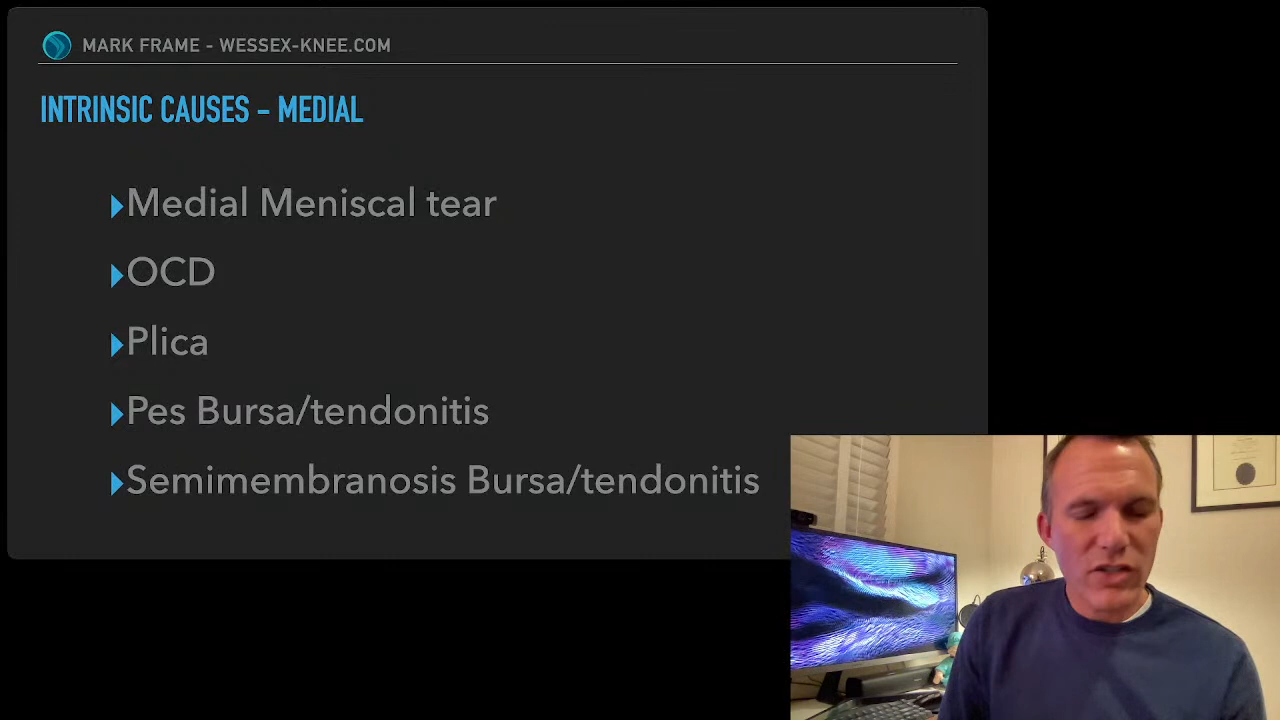 MARK FRAME - WESSEX-KNEE.COM
INTRINSIC CAUSES - MEDIAL
Medial Meniscal tear
OCD
Plica
Pes Bursa/tendonitis
Semimembranosis Bursa/tendonitis